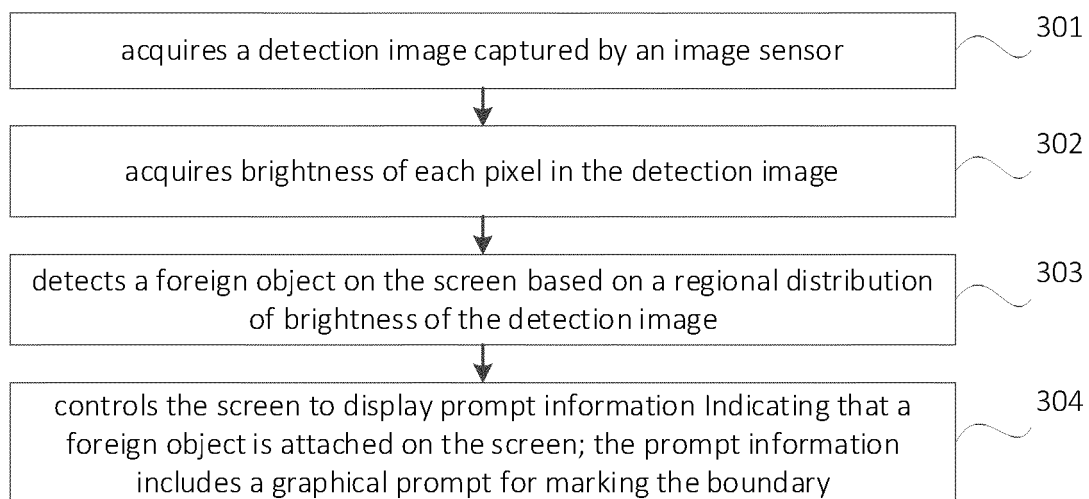 acquires a detection image captured by an image sensor
301
acquires brightness of each pixel in the detection image
302
detects a foreign object on the screen based on a regional distribution
of brightness of the detection image
303
controls the screen to display prompt information Indicating that a
foreign object is attached on the screen; the prompt information
includes a graphical prompt for marking the boundary
304